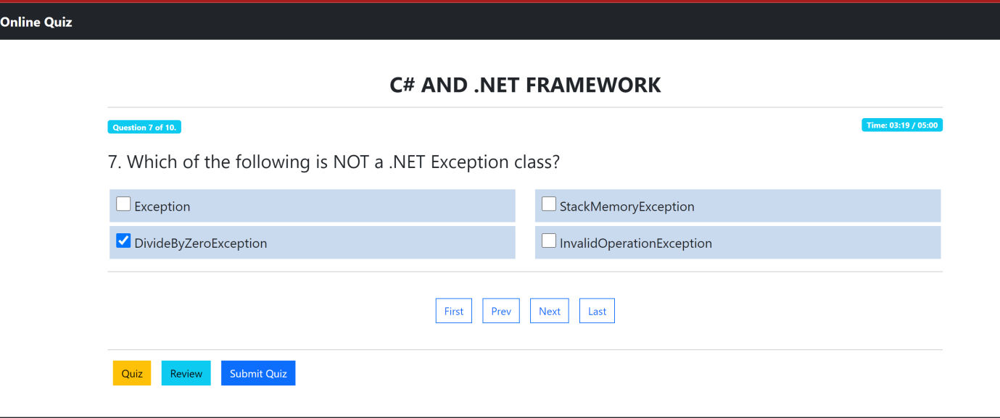 Online Quiz
C# AND .NET FRAMEWORK
Question 7 of 10.
Time: 03:19 / 05:00
7. Which of the following is NOT a .NET Exception class?
Exception
StackMemoryException
DivideByZeroException
InvalidOperationException
First Prev Next Last
Quiz Review Submit Quiz